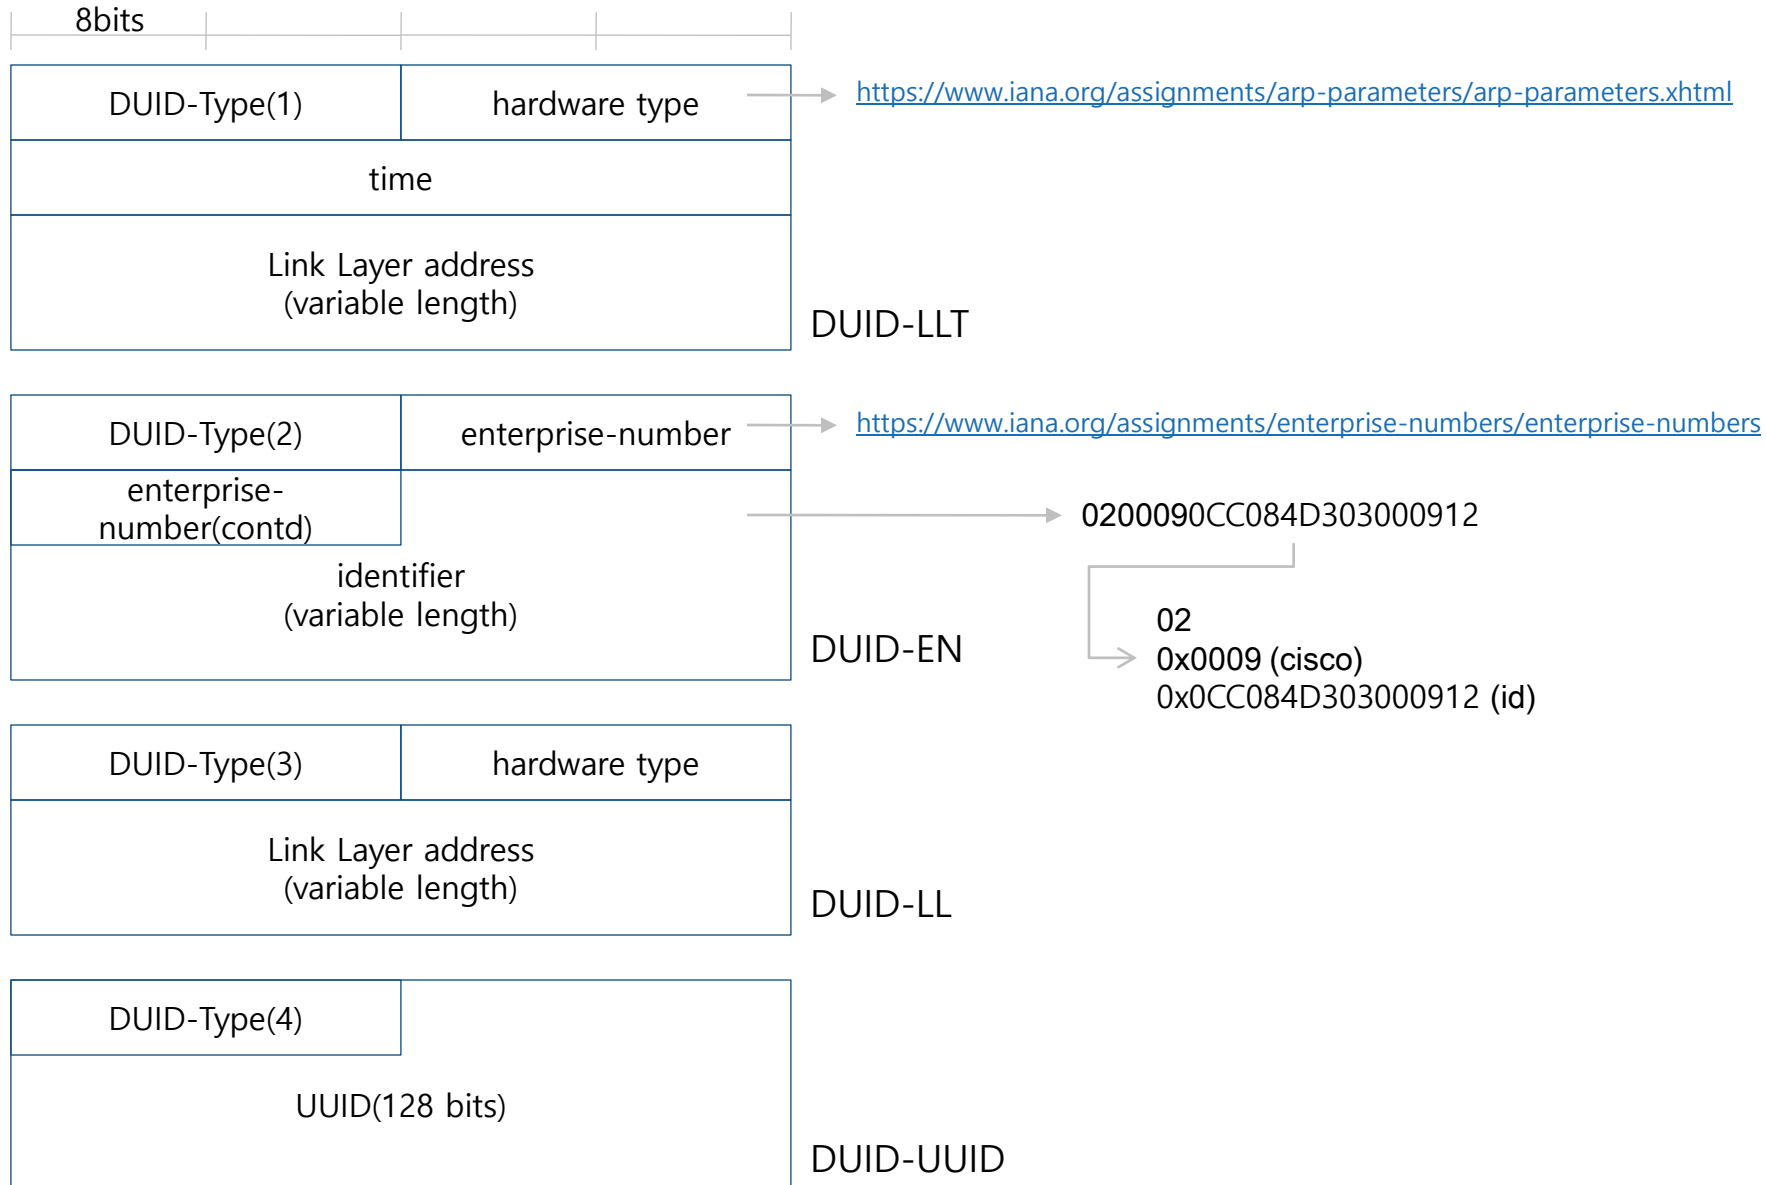 8bits
DUID-Type(1)
hardware type
https://www.iana.org/assignments/arp-parameters/arp-parameters.xhtml
time
Link Layer address
(variable length)
DUID-LLT
DUID-Type(2)
enterprise-number
https://www.iana.org/assignments/enterprise-numbers/enterprise-numbers
enterprise-
number(contd)
identifier
(variable length)
DUID-EN
0200090CC084D303000912
02
0x0009 (cisco)
0x0CC084D303000912 (id)
DUID-Type(3)
hardware type
Link Layer address
(variable length)
DUID-LL
DUID-Type(4)
UUID(128 bits)
DUID-UUID